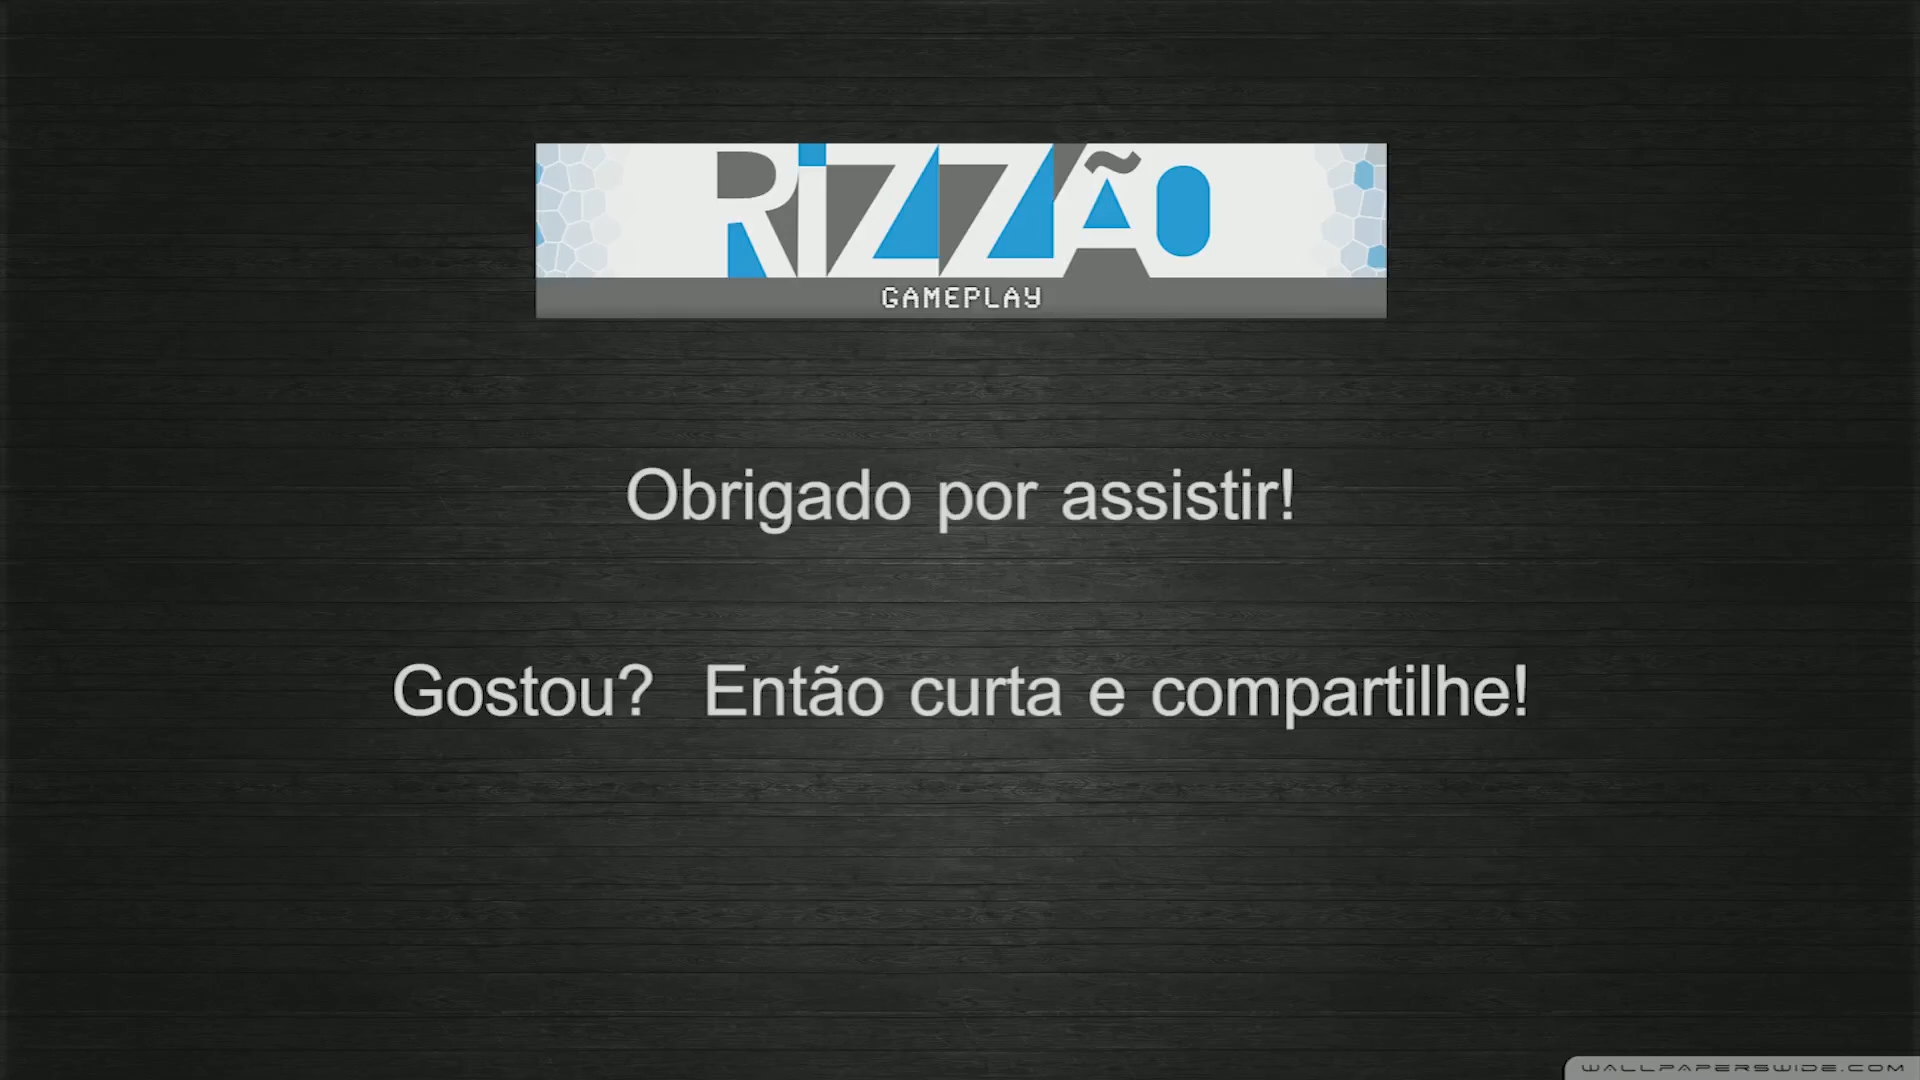 RiZZÃO
GAMEPLAY
Obrigado por assistir!
Gostou? Então curta e compartilhe!
WALLPAPERSWIDE.COM